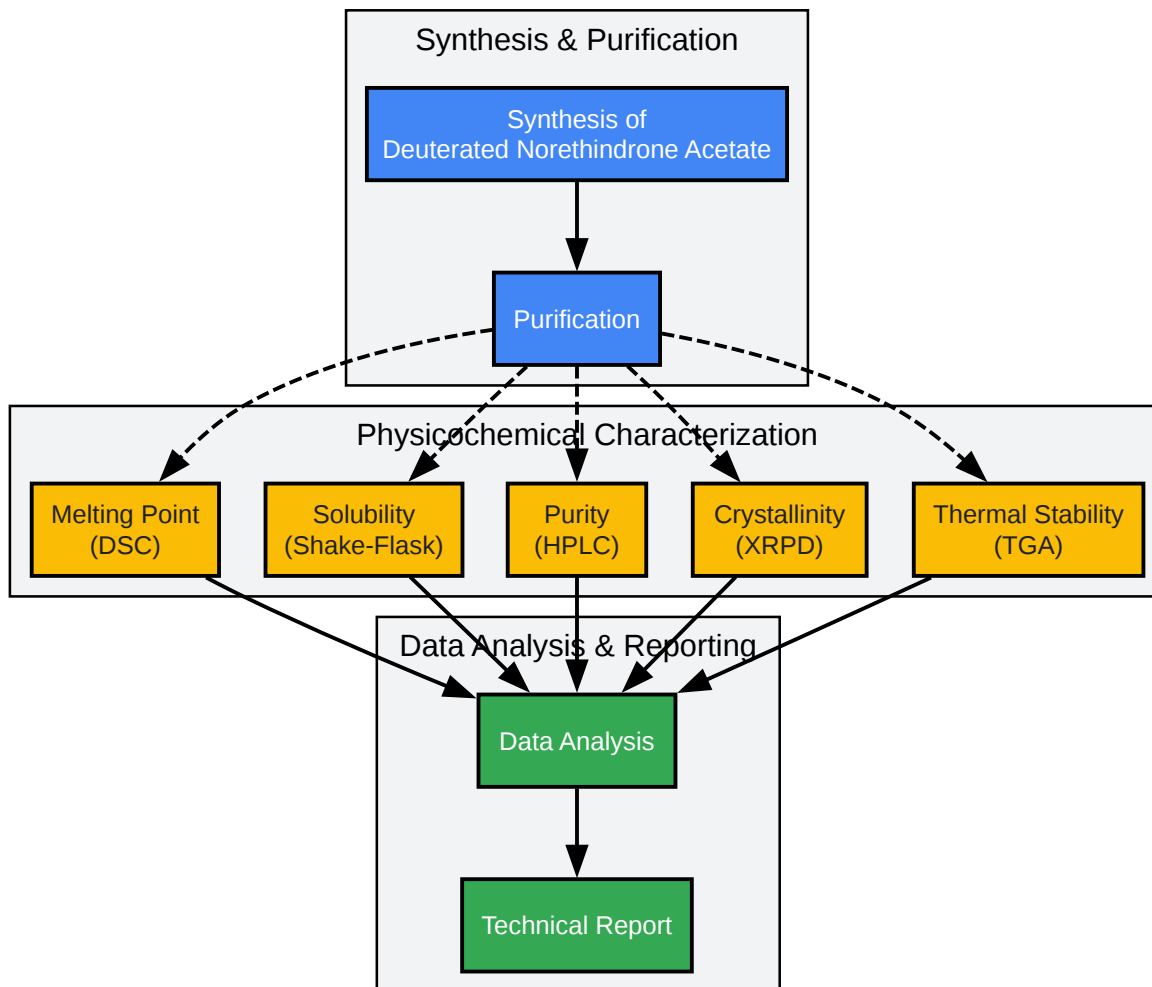 Synthesis & Purification
Synthesis of
Deuterated Norethindrone Acetate
Purification
Physicochemical Characterization
Melting Point
(DSC)
Solubility
(Shake-Flask)
Purity
(HPLC)
Crystallinity
(XRPD)
Thermal Stability
(TGA)
Data Analysis & Reporting
Data Analysis
Technical Report